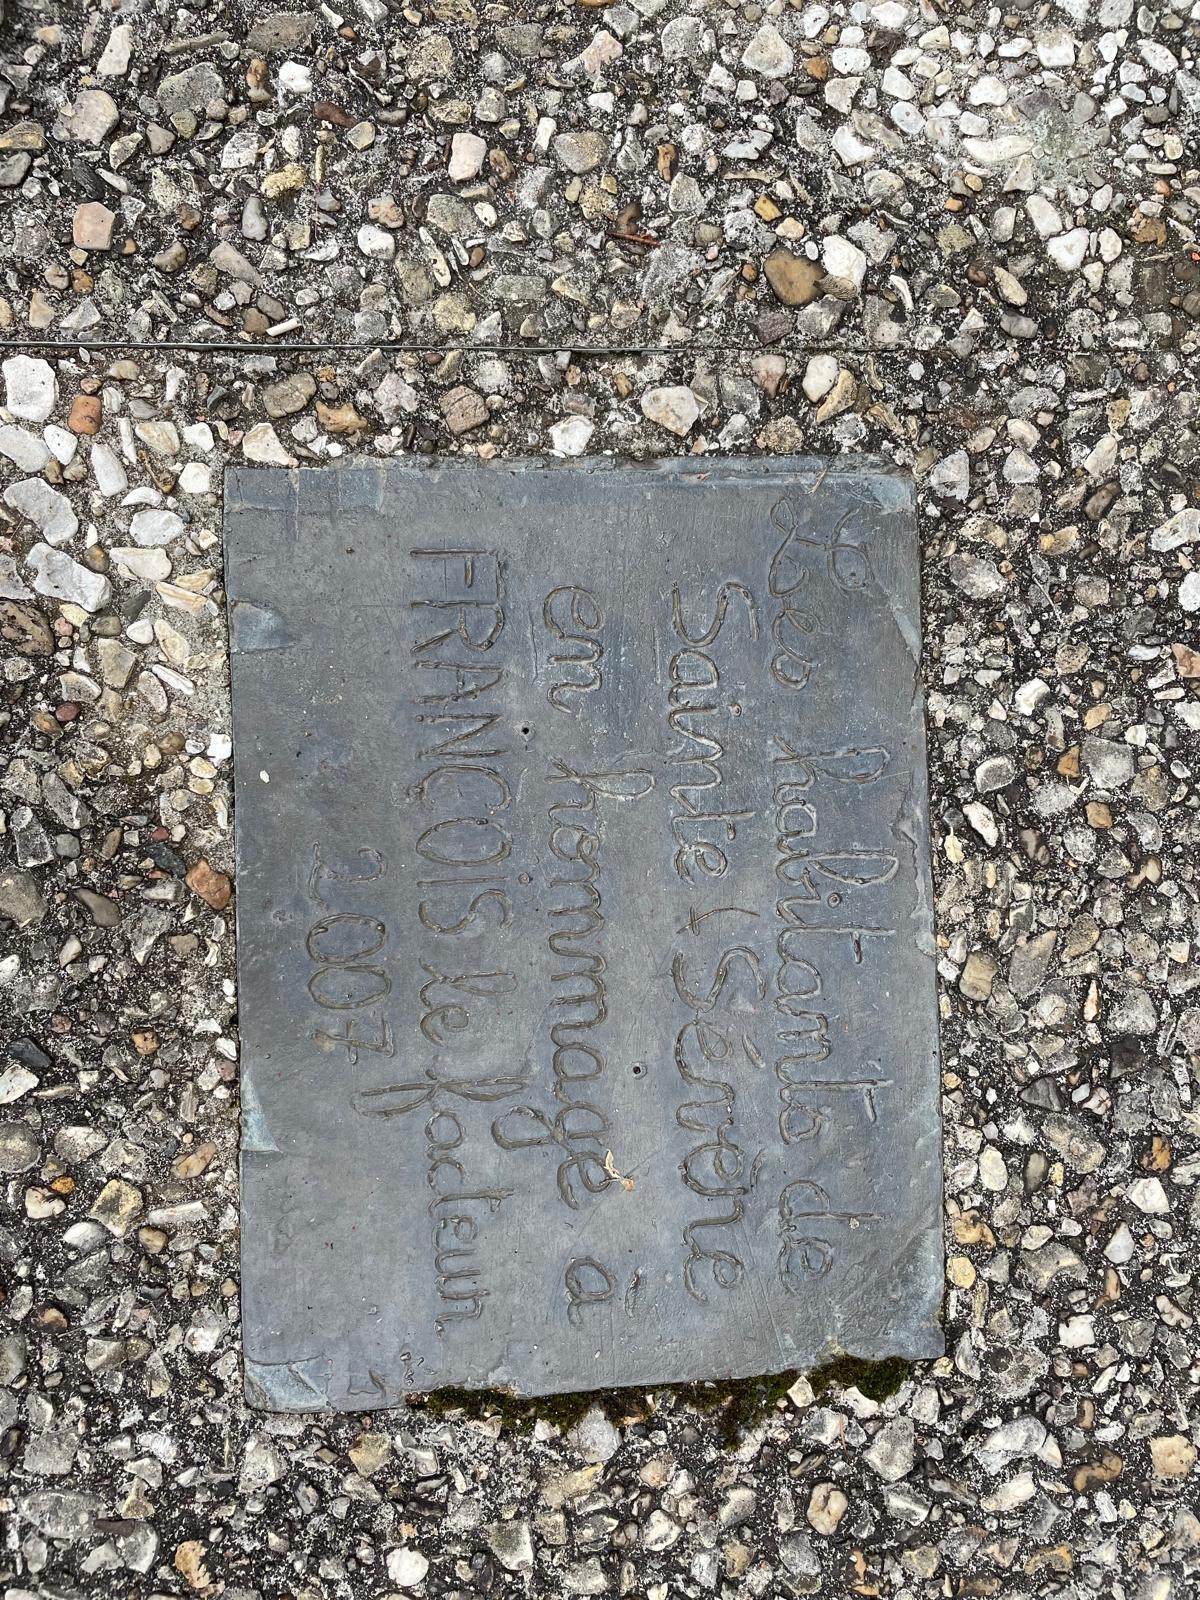 Les habitants de
Sainte Sévère
en hommage à
FRANCOIS le facteur
2007